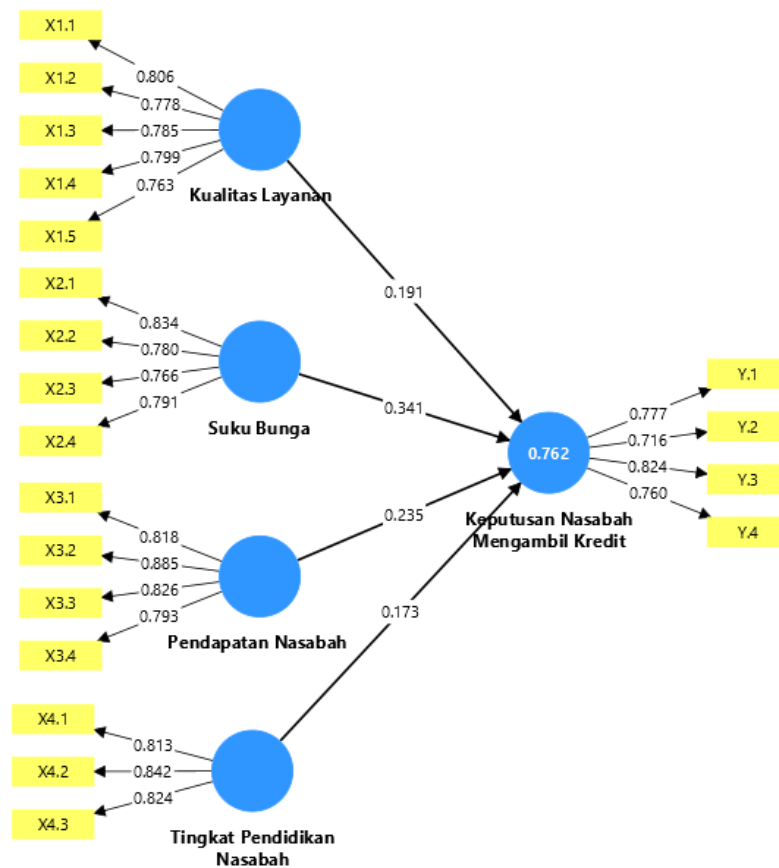 X1.1
0.806
X1.2
0.778
X1.3
0.785
X1.4
0.799
X1.5
0.763
Kualitas Layanan
0.191
X2.1
0.834
X2.2
0.780
X2.3
0.766
X2.4
0.791
Suku Bunga
0.341
X3.1
0.818
X3.2
0.885
X3.3
0.826
X3.4
0.793
Pendapatan Nasabah
0.235
X4.1
0.813
X4.2
0.842
X4.3
0.824
Tingkat Pendidikan
Nasabah
0.173
0.762
Keputusan Nasabah
Mengambil Kredit
0.777
Y.1
0.716
Y.2
0.824
Y.3
0.760
Y.4